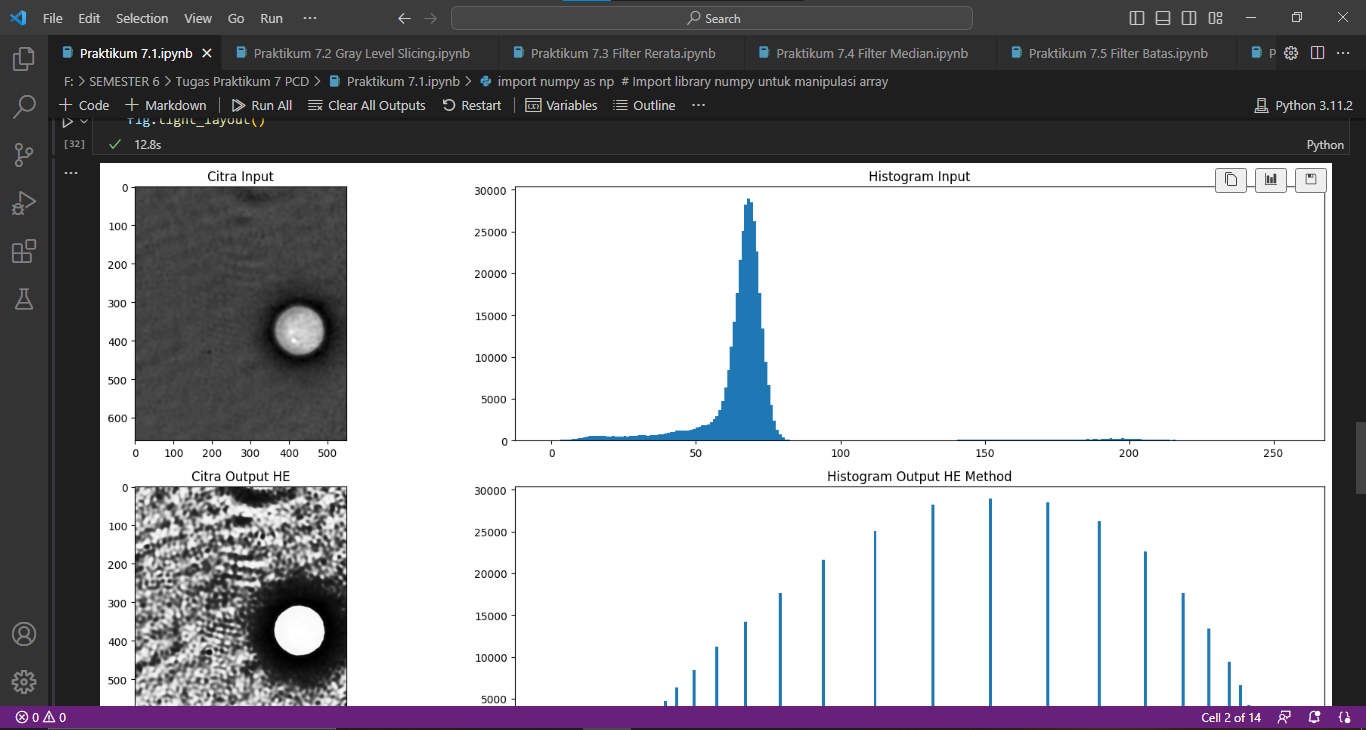 File Edit Selection View Go Run ··· Search
Praktikum 7.1.ipynb Praktikum 7.2 Gray Level Slicing.ipynb Praktikum 7.3 Filter Rerata.ipynb Praktikum 7.4 Filter Median.ipynb Praktikum 7.5 Filter Batas.ipynb P ···
F: > SEMESTER 6 > Tugas Praktikum 7 PCD > Praktikum 7.1.ipynb > import numpy as np # Import library numpy untuk manipulasi array
+ Code + Markdown Run All Clear All Outputs Restart Variables Outline ··· Python 3.11.2
fig.tight_layout()
[32] 12.8s Python
Citra Input
0
100
200
300
400
500
600
0 100 200 300 400 500
Histogram Input
30000
25000
20000
15000
10000
5000
0
0 50 100 150 200 250
Citra Output HE
0
100
200
300
400
500
Histogram Output HE Method
30000
25000
20000
15000
10000
5000
0 0 Cell 2 of 14